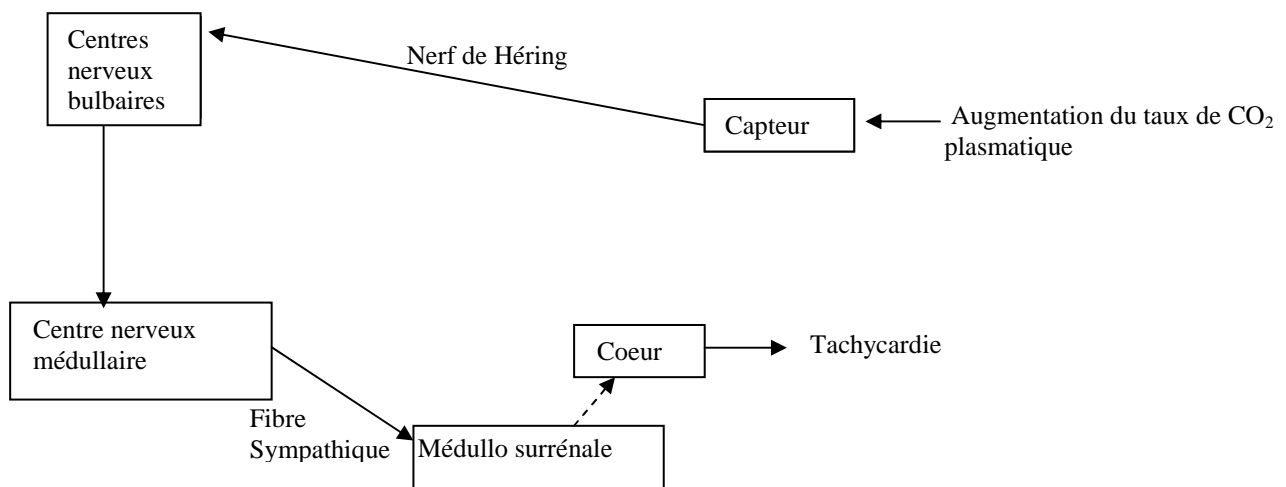 Centres
nerveux
bulbaires
Nerf de Héring
Capteur
Augmentation du taux de CO₂
plasmatique
Centre nerveux
médullaire
Coeur
Tachycardie
Fibre
Sympathique
Médullo surrénale